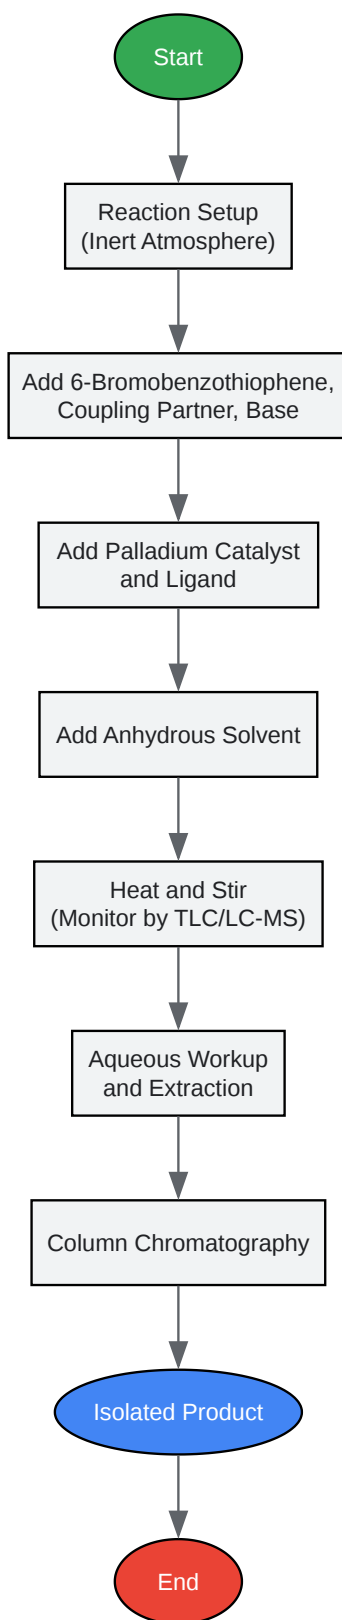 Start
Reaction Setup
(Inert Atmosphere)
Add 6-Bromobenzothiophene,
Coupling Partner, Base
Add Palladium Catalyst
and Ligand
Add Anhydrous Solvent
Heat and Stir
(Monitor by TLC/LC-MS)
Aqueous Workup
and Extraction
Column Chromatography
Isolated Product
End